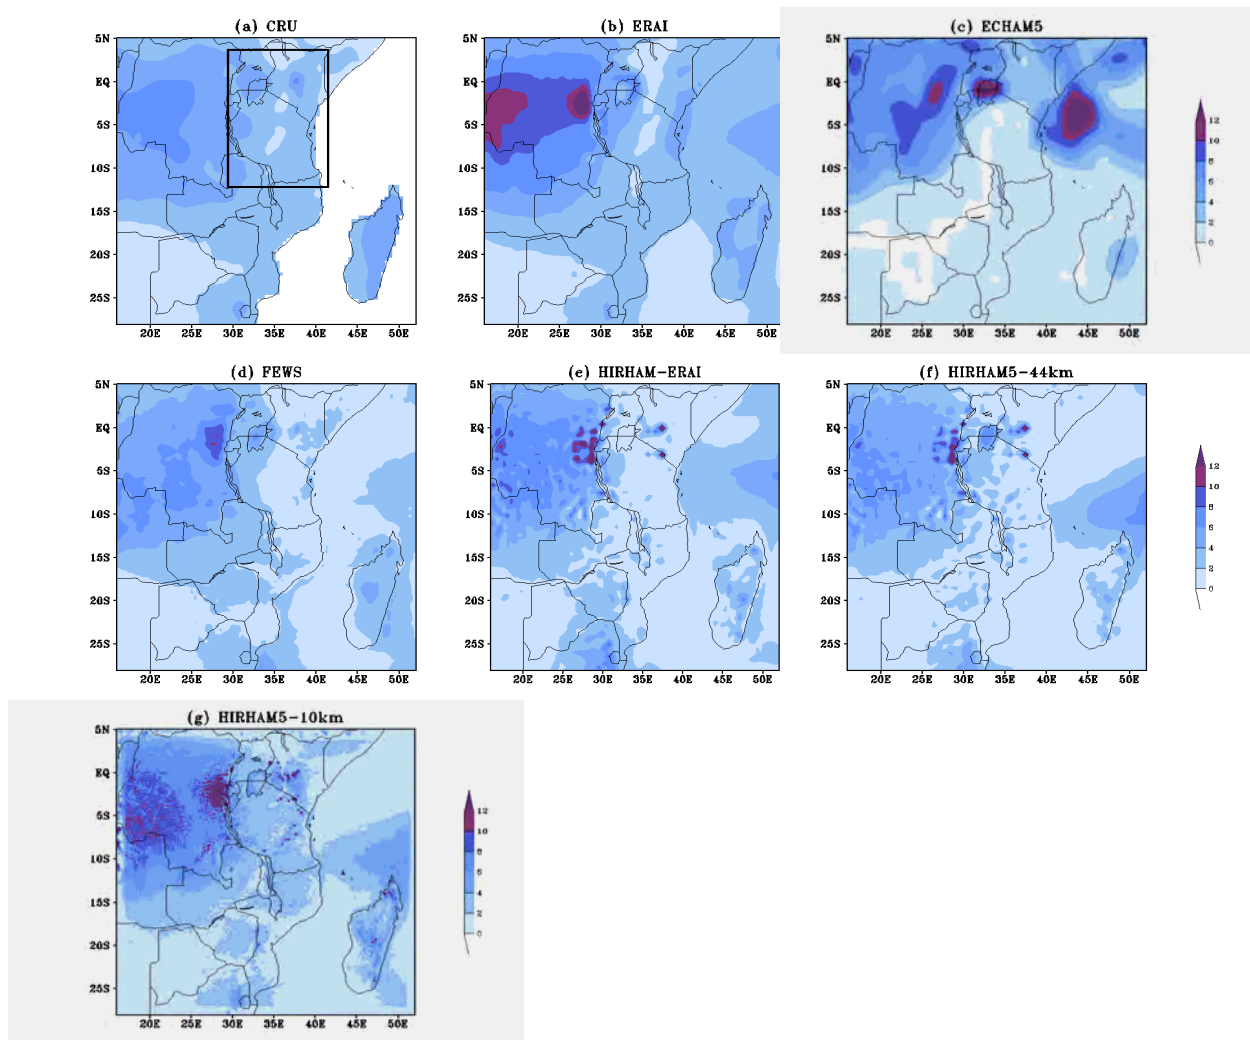 (a) CRU
5N
EQ
5S
10S
15S
20S
25S
20E 25E 30E 35E 40E 45E 50E
(b) ERAI
5N
EQ
5S
10S
15S
20S
25S
20E 25E 30E 35E 40E 45E 50E
(c) ECHAM5
5N
EQ
5S
10S
15S
20S
25S
20E 25E 30E 35E 40E 45E 50E
12
10
8
6
4
2
0
(d) FEWS
5N
EQ
5S
10S
15S
20S
25S
20E 25E 30E 35E 40E 45E 50E
(e) HIRHAM-ERAI
5N
EQ
5S
10S
15S
20S
25S
20E 25E 30E 35E 40E 45E 50E
(f) HIRHAM5-44km
5N
EQ
5S
10S
15S
20S
25S
20E 25E 30E 35E 40E 45E 50E
12
10
8
6
4
2
0
(g) HIRHAM5-10km
5N
EQ
5S
10S
15S
20S
25S
20E 25E 30E 35E 40E 45E 50E
12
10
8
6
4
2
0